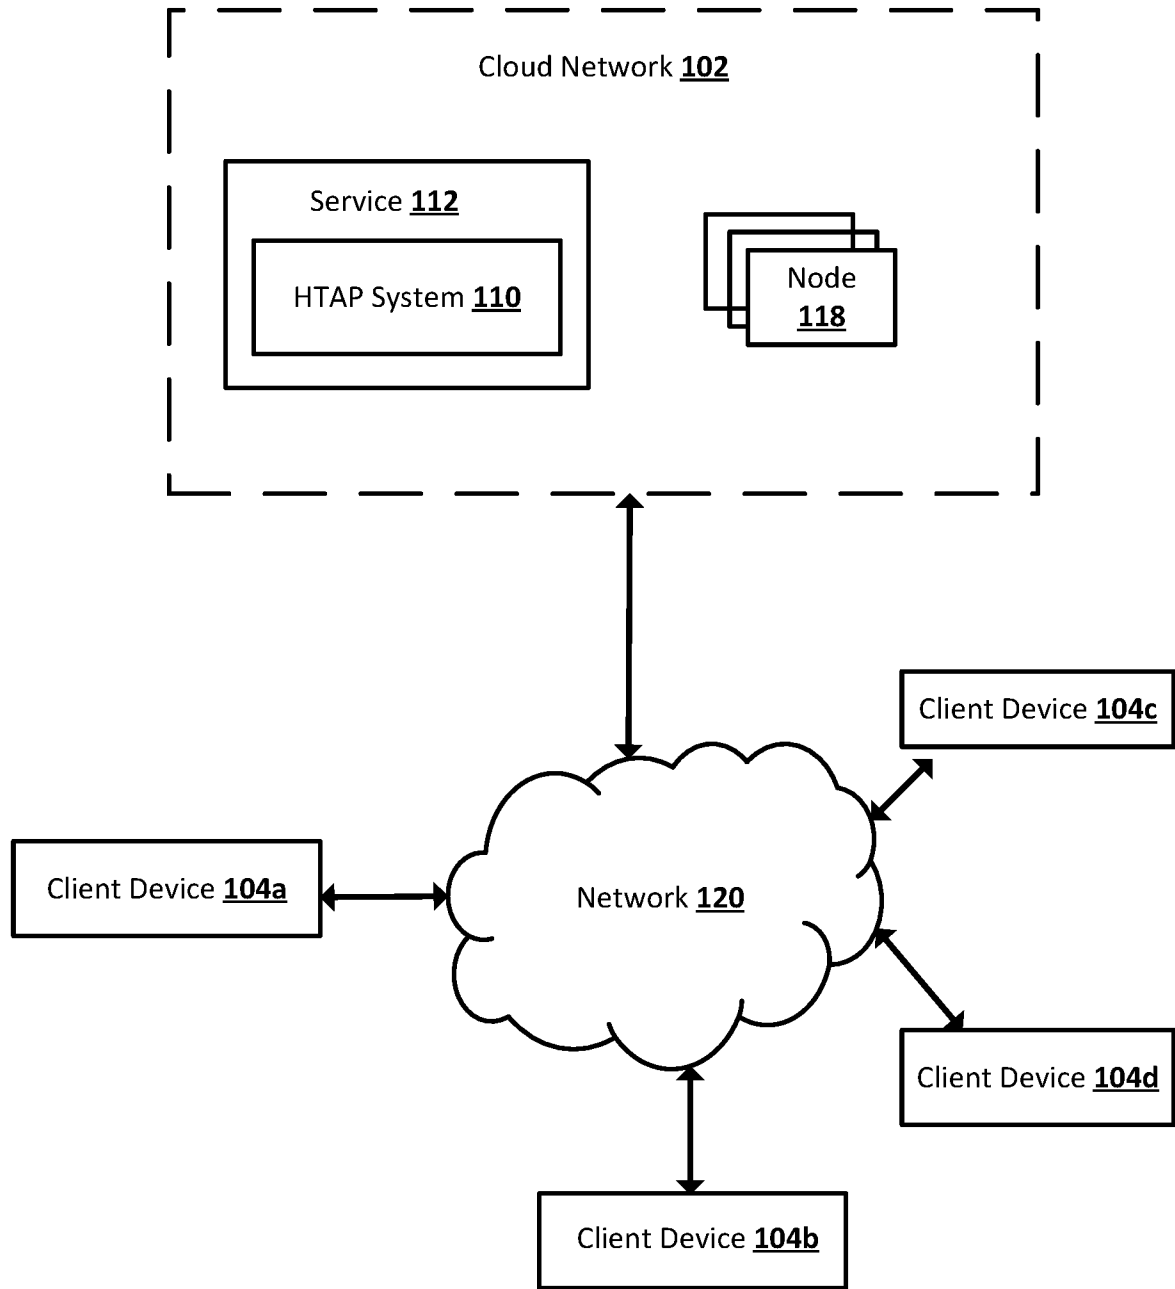 Cloud Network 102
Service 112
HTAP System 110
Node
118
Client Device 104c
Client Device 104a
Network 120
Client Device 104d
Client Device 104b